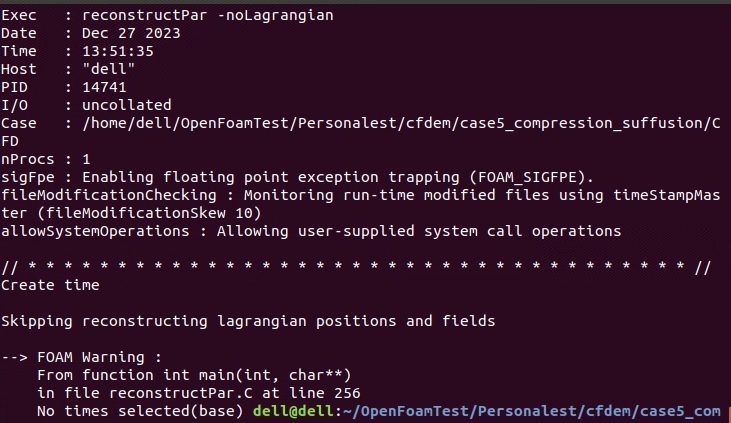 Exec   : reconstructPar -noLagrangian
Date   : Dec 27 2023
Time   : 13:51:35
Host   : "dell"
PID    : 14741
I/O    : uncollated
Case   : /home/dell/OpenFoamTest/Personalest/cfdem/case5_compression_suffusion/C
FD
nProcs : 1
sigFpe : Enabling floating point exception trapping (FOAM_SIGFPE).
fileModificationChecking : Monitoring run-time modified files using timeStampMas
ter (fileModificationSkew 10)
allowSystemOperations : Allowing user-supplied system call operations
// * * * * * * * * * * * * * * * * * * * * * * * * * * * * * * * * * * * * * //
Create time
Skipping reconstructing lagrangian positions and fields
--> FOAM Warning :
    From function int main(int, char**)
    in file reconstructPar.C at line 256
    No times selected(base) dell@dell:~/OpenFoamTest/Personalest/cfdem/case5_com